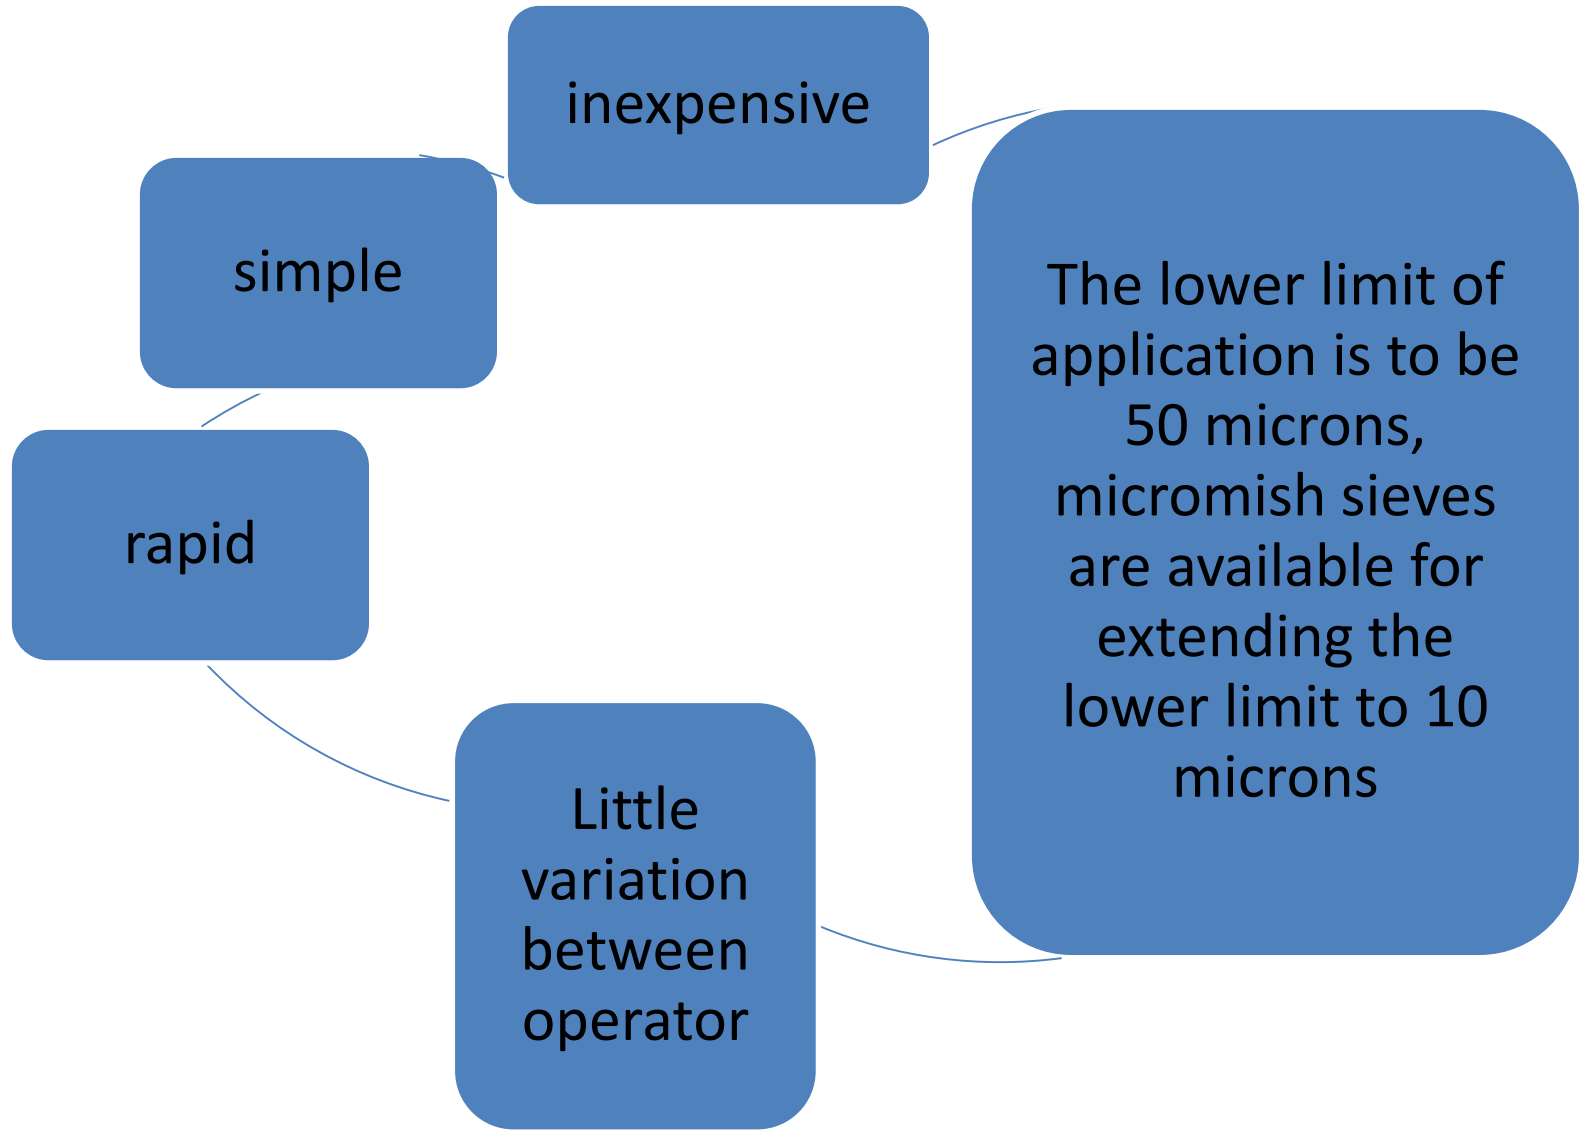 inexpensive
simple
The lower limit of
application is to be
50 microns,
micromish sieves
are available for
extending the
lower limit to 10
microns
rapid
Little
variation
between
operator